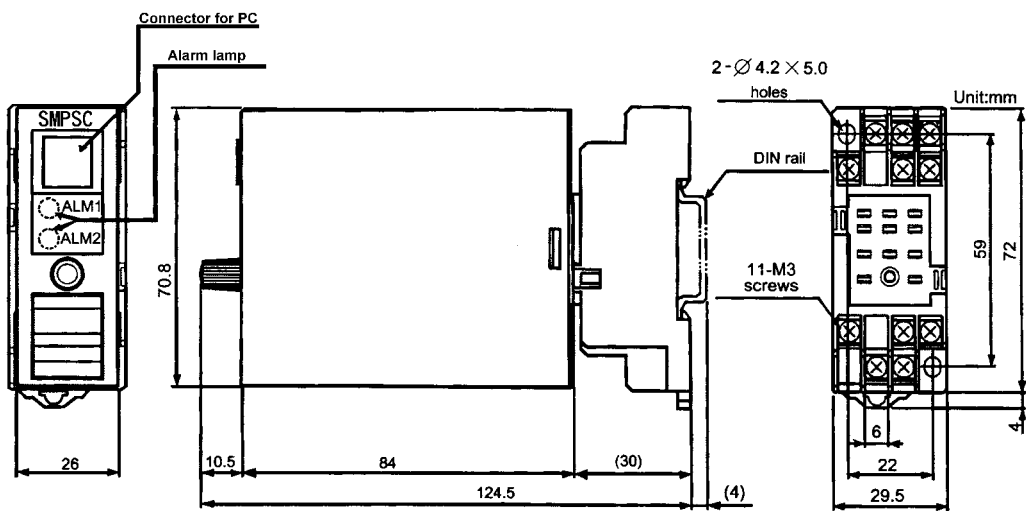 Connector for PC
Alarm lamp
2-Ø4.2×5.0
holes
Unit:mm
SMPSC
DIN rail
ALM1
ALM2
70.8
59
72
11-M3
screws
4
6
26
10.5
84
(30)
22
124.5
(4)
29.5